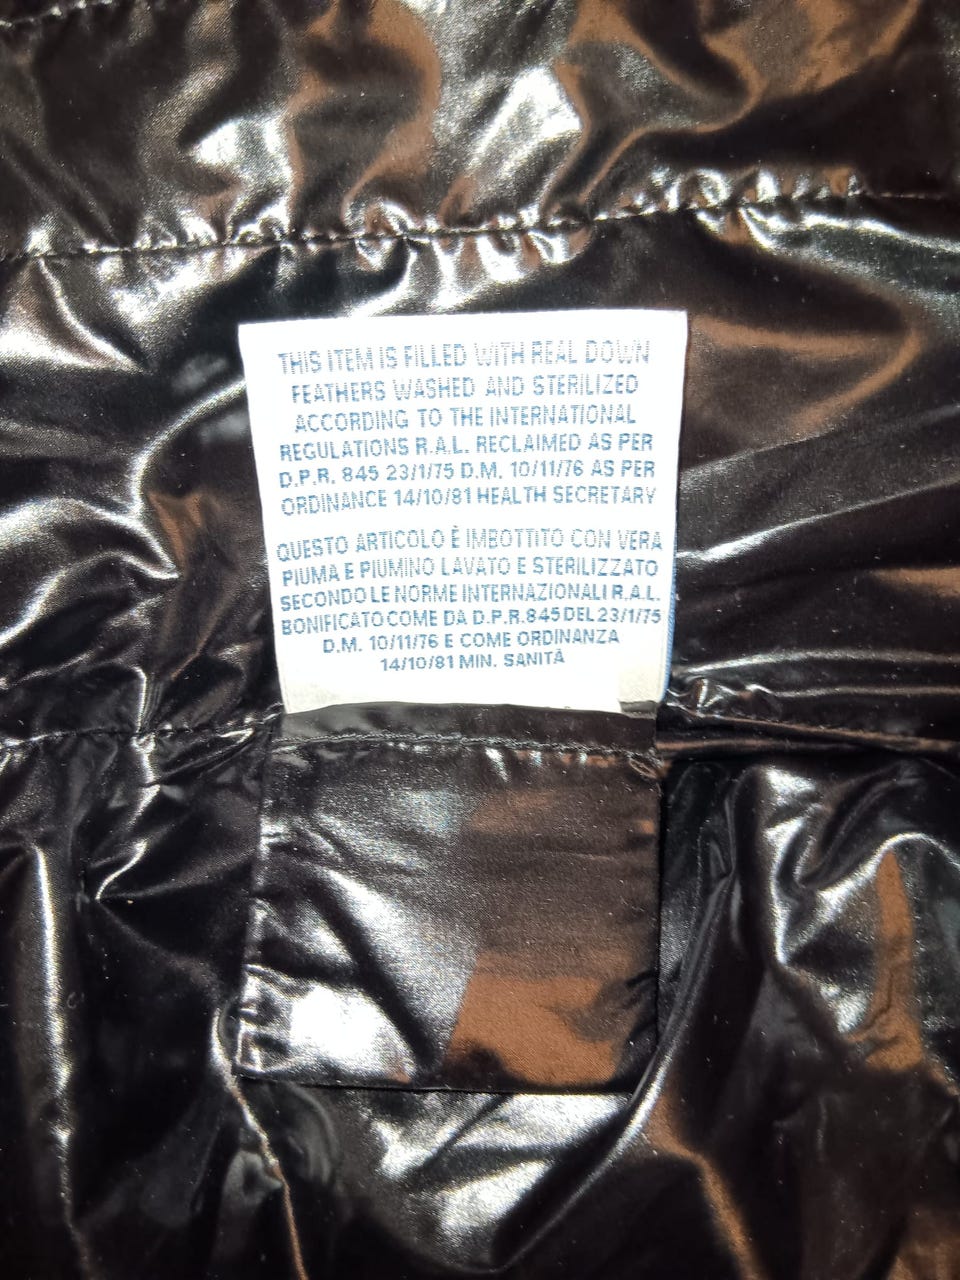 THIS ITEM IS FILLED WITH REAL DOWN
FEATHERS WASHED AND STERILIZED
ACCORDING TO THE INTERNATIONAL
REGULATIONS R.A.L. RECLAIMED AS PER
D.P.R. 845 23/1/75 D.M. 10/11/76 AS PER
ORDINANCE 14/10/81 HEALTH SECRETARY
QUESTO ARTICOLO È IMBOTTITO CON VERA
PIUMA E PIUMINO LAVATO E STERILIZZATO
SECONDO LE NORME INTERNAZIONALI R.A.L.
BONIFICATO COME DA D.P.R. 845 DEL 23/1/75
D.M. 10/11/76 E COME ORDINANZA
14/10/81 MIN. SANITÀ